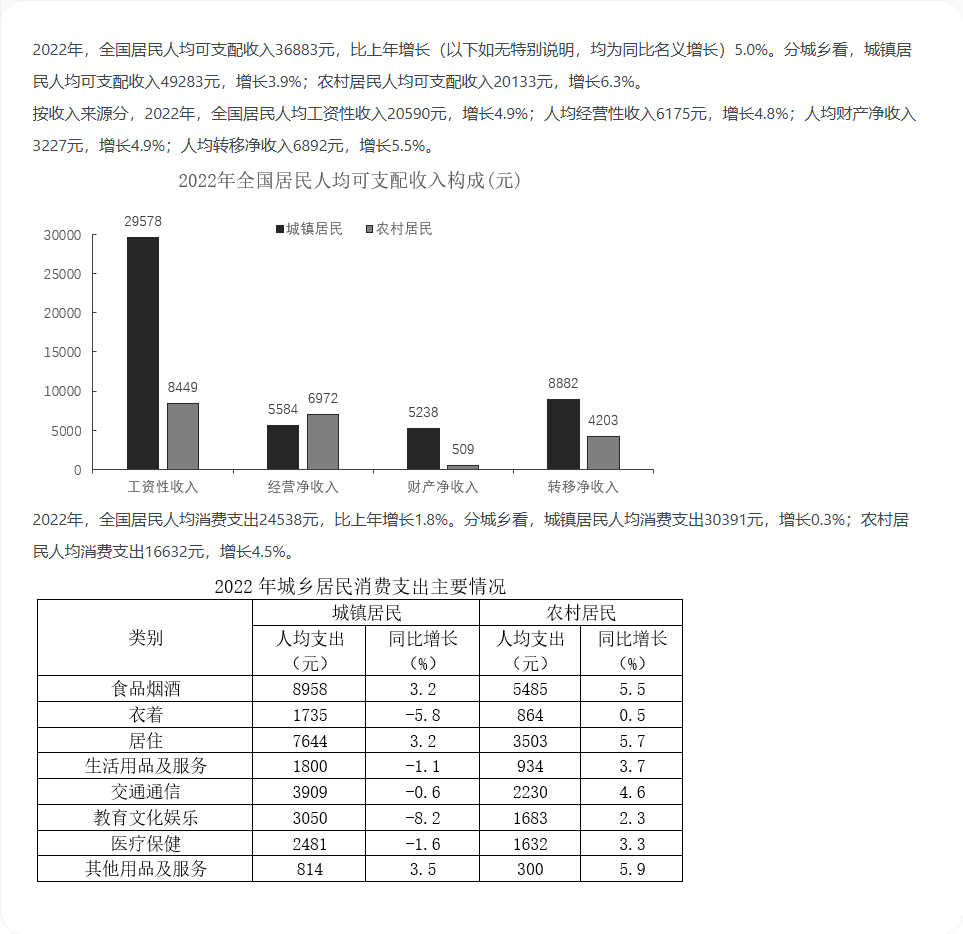 2022年，全国居民人均可支配收入36883元，比上年增长（以下如无特别说明，均为同比名义增长）5.0%。分城乡看，城镇居
民人均可支配收入49283元，增长3.9%；农村居民人均可支配收入20133元，增长6.3%。
按收入来源分，2022年，全国居民人均工资性收入20590元，增长4.9%；人均经营性收入6175元，增长4.8%；人均财产净收入
3227元，增长4.9%；人均转移净收入6892元，增长5.5%。
2022年全国居民人均可支配收入构成(元)
■城镇居民 ■农村居民
30000
25000
20000
15000
10000
5000
0
29578
8449
5584
6972
5238
509
8882
4203
工资性收入 经营净收入 财产净收入 转移净收入
2022年，全国居民人均消费支出24538元，比上年增长1.8%。分城乡看，城镇居民人均消费支出30391元，增长0.3%；农村居
民人均消费支出16632元，增长4.5%。
2022 年城乡居民消费支出主要情况
类别 城镇居民 农村居民
人均支出 同比增长 人均支出 同比增长
（元） （%） （元） （%）
食品烟酒 8958 3.2 5485 5.5
衣着 1735 -5.8 864 0.5
居住 7644 3.2 3503 5.7
生活用品及服务 1800 -1.1 934 3.7
交通通信 3909 -0.6 2230 4.6
教育文化娱乐 3050 -8.2 1683 2.3
医疗保健 2481 -1.6 1632 3.3
其他用品及服务 814 3.5 300 5.9